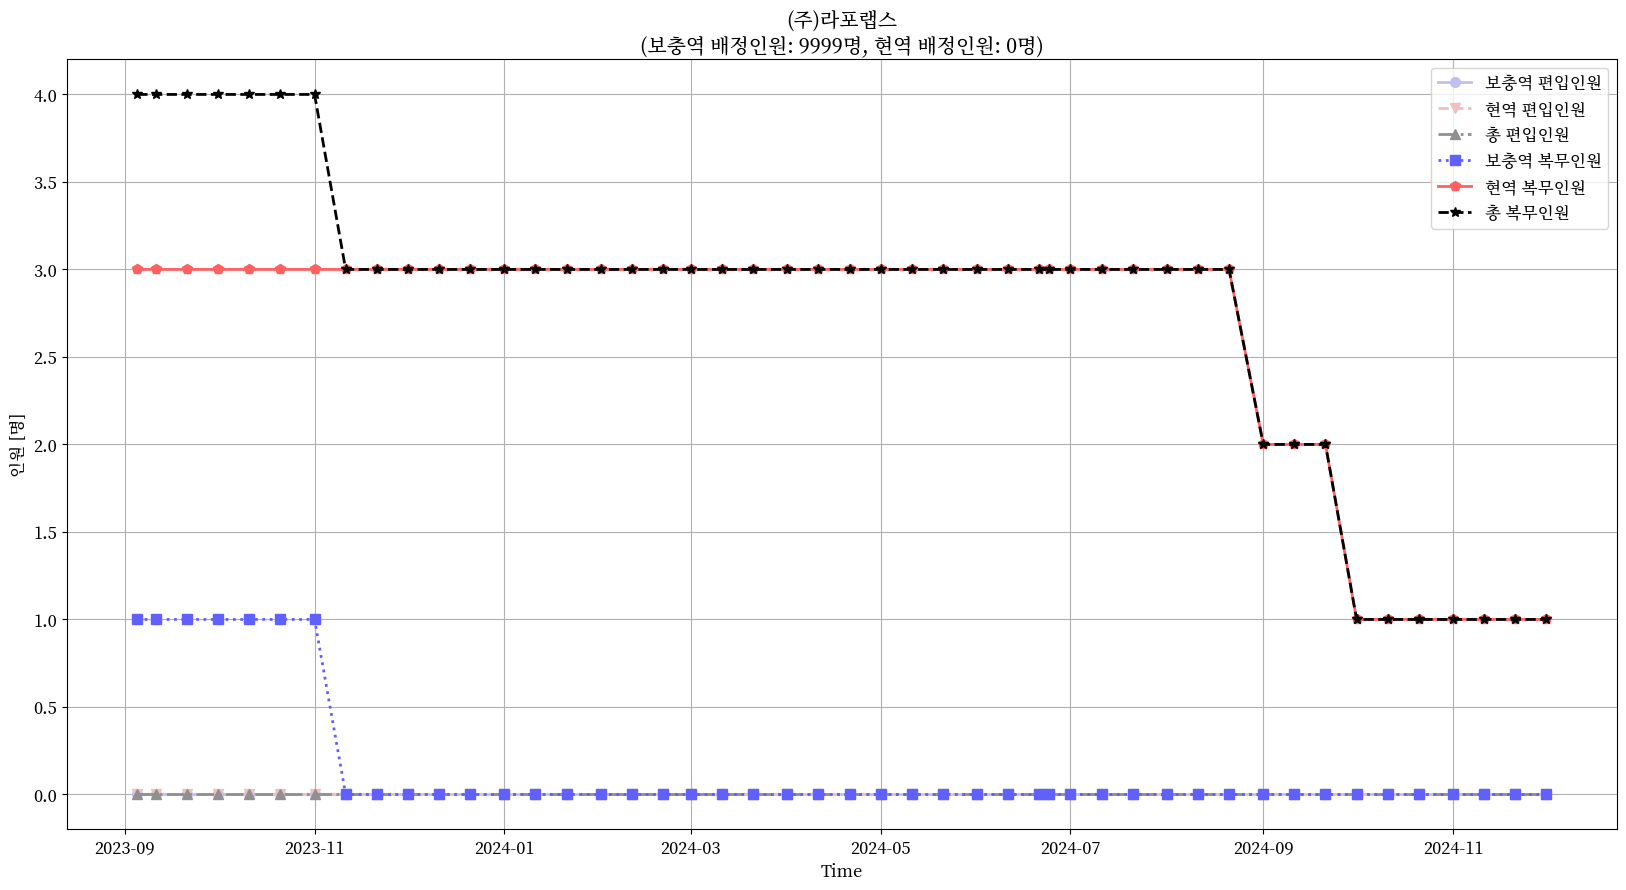 (주)라포랩스
(보충역 배정인원: 9999명, 현역 배정인원: 0명)
보충역 편입인원
현역 편입인원
총 편입인원
보충역 복무인원
현역 복무인원
총 복무인원
인원 [명]
4.0
3.5
3.0
2.5
2.0
1.5
1.0
0.5
0.0
2023-09 2023-11 2024-01 2024-03 2024-05 2024-07 2024-09 2024-11
Time